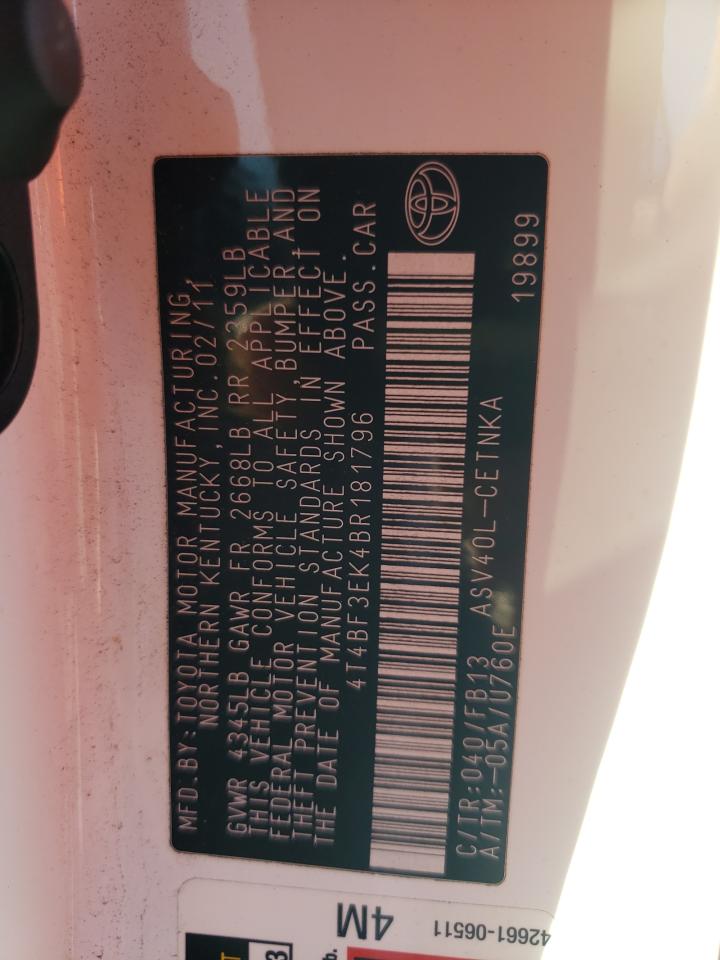 MFD.BY:TOYOTA MOTOR MANUFACTURING,
NORTHERN KENTUCKY, INC. 02/11
GVWR 4345LB GAWR FR 2668LB RR 2359LB
THIS VEHICLE CONFORMS TO ALL APPLICABLE
FEDERAL MOTOR VEHICLE SAFETY, BUMPER AND
THEFT PREVENTION STANDARDS IN EFFECT ON
THE DATE OF MANUFACTURE SHOWN ABOVE.
4T4BF3EK4BR181796 PASS.CAR
C/TR:040/FB13 ASV40L-CETNKA
A/TM:-05A/U760E 19899
4M
42661-06511